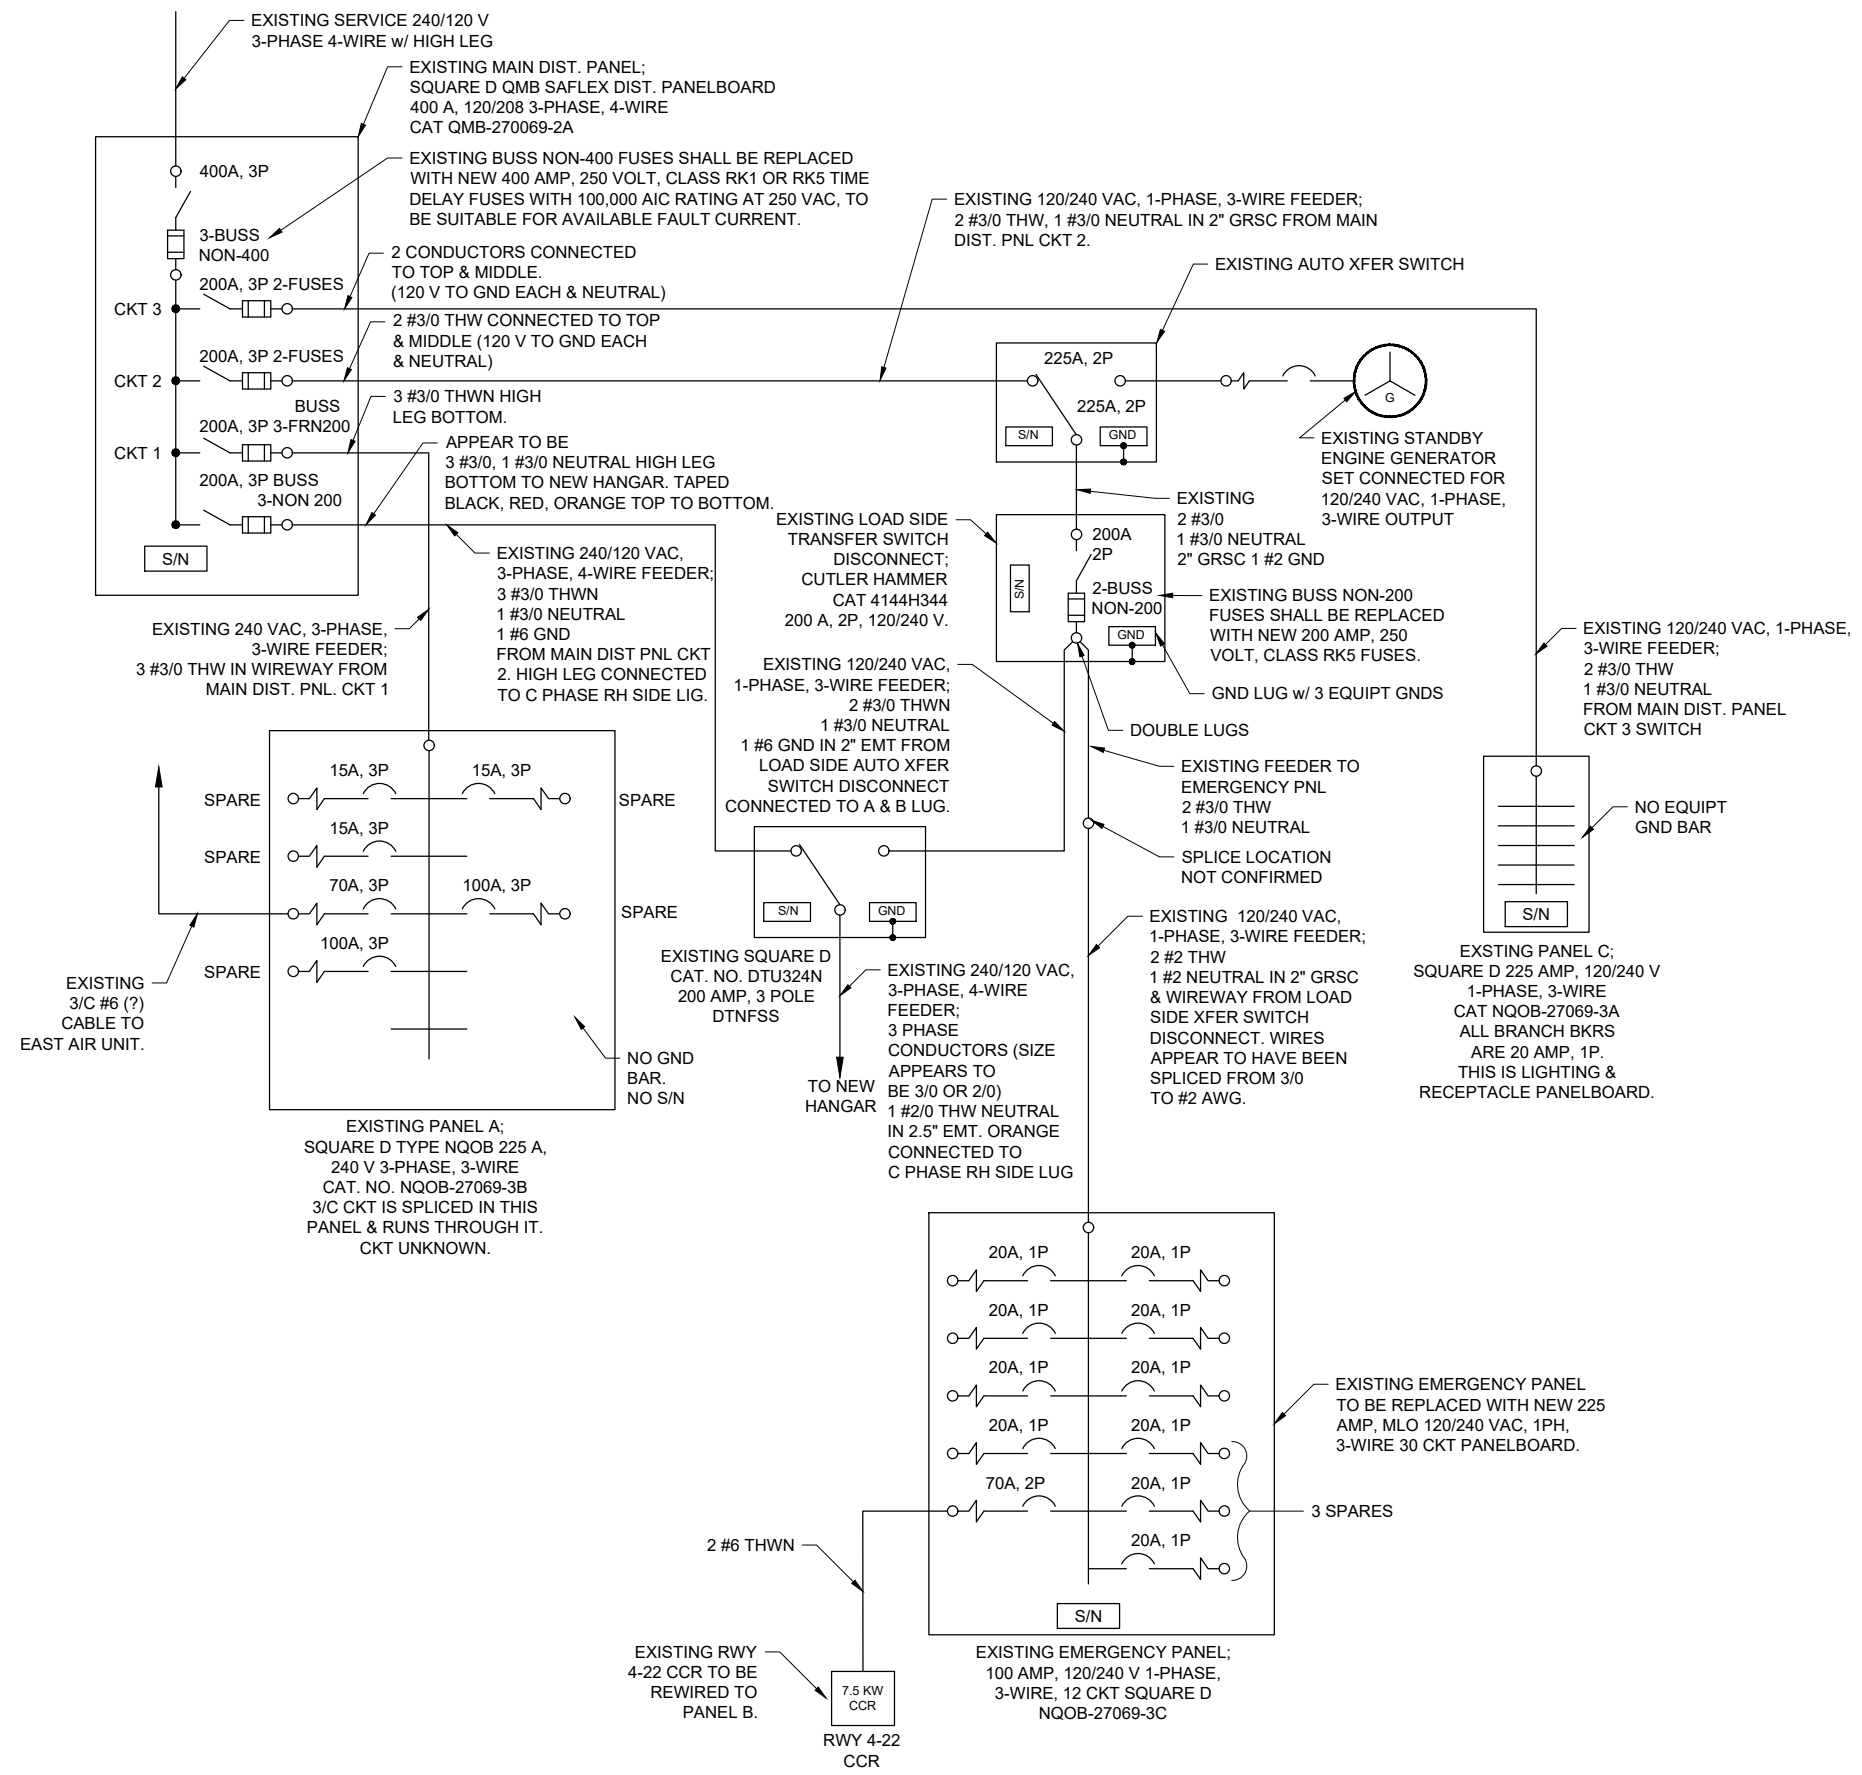 EXISTING SERVICE 240/120 V
3-PHASE 4-WIRE w/ HIGH LEG
EXISTING MAIN DIST. PANEL;
SQUARE D QMB SAFLEX DIST. PANELBOARD
400 A, 120/208 3-PHASE, 4-WIRE
CAT QMB-270069-2A
400A, 3P
EXISTING BUSS NON-400 FUSES SHALL BE REPLACED
WITH NEW 400 AMP, 250 VOLT, CLASS RK1 OR RK5 TIME
DELAY FUSES WITH 100,000 AIC RATING AT 250 VAC, TO
BE SUITABLE FOR AVAILABLE FAULT CURRENT.
3-BUSS
NON-400
EXISTING 120/240 VAC, 1-PHASE, 3-WIRE FEEDER;
2 #3/0 THW, 1 #3/0 NEUTRAL IN 2" GRSC FROM MAIN
DIST. PNL CKT 2.
2 CONDUCTORS CONNECTED
TO TOP & MIDDLE.
(120 V TO GND EACH & NEUTRAL)
EXISTING AUTO XFER SWITCH
200A, 3P 2-FUSES
CKT 3
2 #3/0 THW CONNECTED TO TOP
& MIDDLE (120 V TO GND EACH
& NEUTRAL)
200A, 3P 2-FUSES
CKT 2
225A, 2P
225A, 2P
S/N
GND
G
3 #3/0 THWN HIGH
LEG BOTTOM.
BUSS
200A, 3P 3-FRN200
CKT 1
APPEAR TO BE
3 #3/0, 1 #3/0 NEUTRAL HIGH LEG
BOTTOM TO NEW HANGAR. TAPED
BLACK, RED, ORANGE TOP TO BOTTOM.
200A, 3P BUSS
3-NON 200
S/N
EXISTING STANDBY
ENGINE GENERATOR
SET CONNECTED FOR
120/240 VAC, 1-PHASE,
3-WIRE OUTPUT
EXISTING
2 #3/0
1 #3/0 NEUTRAL
2" GRSC 1 #2 GND
EXISTING LOAD SIDE
TRANSFER SWITCH
DISCONNECT;
CUTLER HAMMER
CAT 4144H344
200 A, 2P, 120/240 V.
200A
2P
S/N
2-BUSS
NON-200
GND
EXISTING BUSS NON-200
FUSES SHALL BE REPLACED
WITH NEW 200 AMP, 250
VOLT, CLASS RK5 FUSES.
GND LUG w/ 3 EQUIPT GNDS
DOUBLE LUGS
EXISTING 240/120 VAC,
3-PHASE, 4-WIRE FEEDER;
3 #3/0 THWN
1 #3/0 NEUTRAL
1 #6 GND
FROM MAIN DIST PNL CKT
2. HIGH LEG CONNECTED
TO C PHASE RH SIDE LIG.
EXISTING 240 VAC, 3-PHASE,
3-WIRE FEEDER;
3 #3/0 THW IN WIREWAY FROM
MAIN DIST. PNL. CKT 1
EXISTING 120/240 VAC,
1-PHASE, 3-WIRE FEEDER;
2 #3/0 THWN
1 #3/0 NEUTRAL
1 #6 GND IN 2" EMT FROM
LOAD SIDE AUTO XFER
SWITCH DISCONNECT
CONNECTED TO A & B LUG.
EXISTING 120/240 VAC, 1-PHASE,
3-WIRE FEEDER;
2 #3/0 THW
1 #3/0 NEUTRAL
FROM MAIN DIST. PANEL
CKT 3 SWITCH
EXISTING FEEDER TO
EMERGENCY PNL
2 #3/0 THW
1 #3/0 NEUTRAL
SPLICE LOCATION
NOT CONFIRMED
NO EQUIPT
GND BAR
S/N
15A, 3P
15A, 3P
SPARE
SPARE
15A, 3P
SPARE
70A, 3P
100A, 3P
SPARE
100A, 3P
SPARE
EXISTING
3/C #6 (?)
CABLE TO
EAST AIR UNIT.
NO GND
BAR.
NO S/N
EXISTING PANEL A;
SQUARE D TYPE NQOB 225 A,
240 V 3-PHASE, 3-WIRE
CAT. NO. NQOB-27069-3B
3/C CKT IS SPLICED IN THIS
PANEL & RUNS THROUGH IT.
CKT UNKNOWN.
S/N
GND
EXISTING SQUARE D
CAT. NO. DTU324N
200 AMP, 3 POLE
DTNFSS
TO NEW
HANGAR
EXISTING 240/120 VAC,
3-PHASE, 4-WIRE
FEEDER;
3 PHASE
CONDUCTORS (SIZE
APPEARS TO
BE 3/0 OR 2/0)
1 #2/0 THW NEUTRAL
IN 2.5" EMT. ORANGE
CONNECTED TO
C PHASE RH SIDE LUG
EXISTING 120/240 VAC,
1-PHASE, 3-WIRE FEEDER;
2 #2 THW
1 #2 NEUTRAL IN 2" GRSC
& WIREWAY FROM LOAD
SIDE XFER SWITCH
DISCONNECT. WIRES
APPEAR TO HAVE BEEN
SPLICED FROM 3/0
TO #2 AWG.
EXSTING PANEL C;
SQUARE D 225 AMP, 120/240 V
1-PHASE, 3-WIRE
CAT NQOB-27069-3A
ALL BRANCH BKRS
ARE 20 AMP, 1P.
THIS IS LIGHTING &
RECEPTACLE PANELBOARD.
20A, 1P
20A, 1P
20A, 1P
20A, 1P
20A, 1P
20A, 1P
20A, 1P
20A, 1P
70A, 2P
20A, 1P
20A, 1P
S/N
EXISTING EMERGENCY PANEL
TO BE REPLACED WITH NEW 225
AMP, MLO 120/240 VAC, 1PH,
3-WIRE 30 CKT PANELBOARD.
3 SPARES
2 #6 THWN
EXISTING EMERGENCY PANEL;
100 AMP, 120/240 V 1-PHASE,
3-WIRE, 12 CKT SQUARE D
NQOB-27069-3C
EXISTING RWY
4-22 CCR TO BE
REWIRED TO
PANEL B.
7.5 KW
CCR
RWY 4-22
CCR